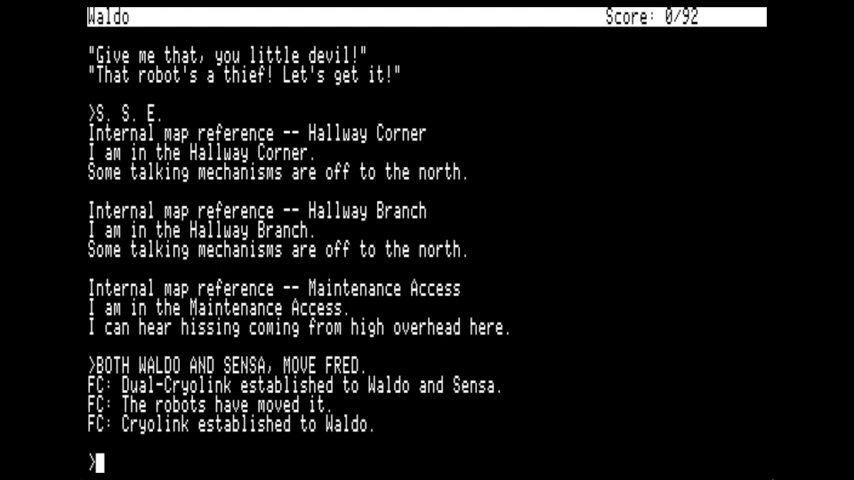 Waldo Score: 0/92
"Give me that, you little devil!"
"That robot's a thief! Let's get it!"
>S. S. E.
Internal map reference -- Hallway Corner
I am in the Hallway Corner.
Some talking mechanisms are off to the north.
Internal map reference -- Hallway Branch
I am in the Hallway Branch.
Some talking mechanisms are off to the north.
Internal map reference -- Maintenance Access
I am in the Maintenance Access.
I can hear hissing coming from high overhead here.
>BOTH WALDO AND SENSA, MOVE FRED.
FC: Dual-Cryolink established to Waldo and Sensa.
FC: The robots have moved it.
FC: Cryolink established to Waldo.
>